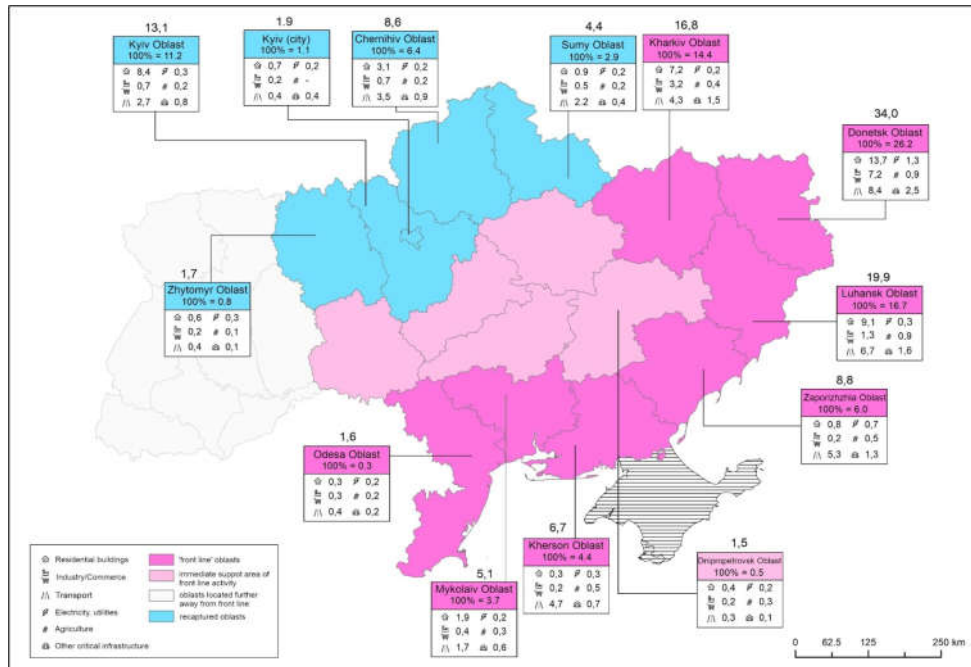 13,1
Kyiv Oblast
100% = 11.2
8,4 0,3
0,7 0,2
2,7 0,8
1.9
Kyiv (city)
100% = 1.1
0,7 0,2
0,2 -
0,4 0,4
8,6
Chernihiv Oblast
100% = 6.4
3,1 0,2
0,7 0,2
3,5 0,9
4,4
Sumy Oblast
100% = 2.9
0.9 0,2
0.5 0,2
2.2 0,4
16,8
Kharkiv Oblast
100% = 14.4
7,2 0,2
3,2 0,4
4,3 1,5
34,0
Donetsk Oblast
100% = 26.2
13,7 1,3
7,2 0,9
8,4 2,5
1,7
Zhytomyr Oblast
100% = 0.8
0,6 0,3
0,2 0,1
0,4 0,1
19,9
Luhansk Oblast
100% = 16.7
9,1 0,3
1,3 0,9
6,7 1,6
8,8
Zaporizhzhia Oblast
100% = 6.0
0,8 0,7
0,2 0,5
5,3 1,3
1,6
Odesa Oblast
100% = 0.3
0,3 0,2
0,3 0,2
0,4 0,2
5,1
Mykolaiv Oblast
100% = 3.7
1,9 0,2
0,4 0,3
1,7 0,6
6,7
Kherson Oblast
100% = 4.4
0,3 0,3
0,2 0,5
4,7 0,7
1,5
Dnipropetrovsk Oblast
100% = 0.5
0,4 0,2
0,2 0,3
0,3 0,1
Residential buildings
Industry/Commerce
Transport
Electricity, utilities
Agriculture
Other critical infrastructure
"front line" oblasts
immediate supprot area of
front line activity
oblasts located further
away from front line
recaptured oblasts
0 62.5 125 250 km